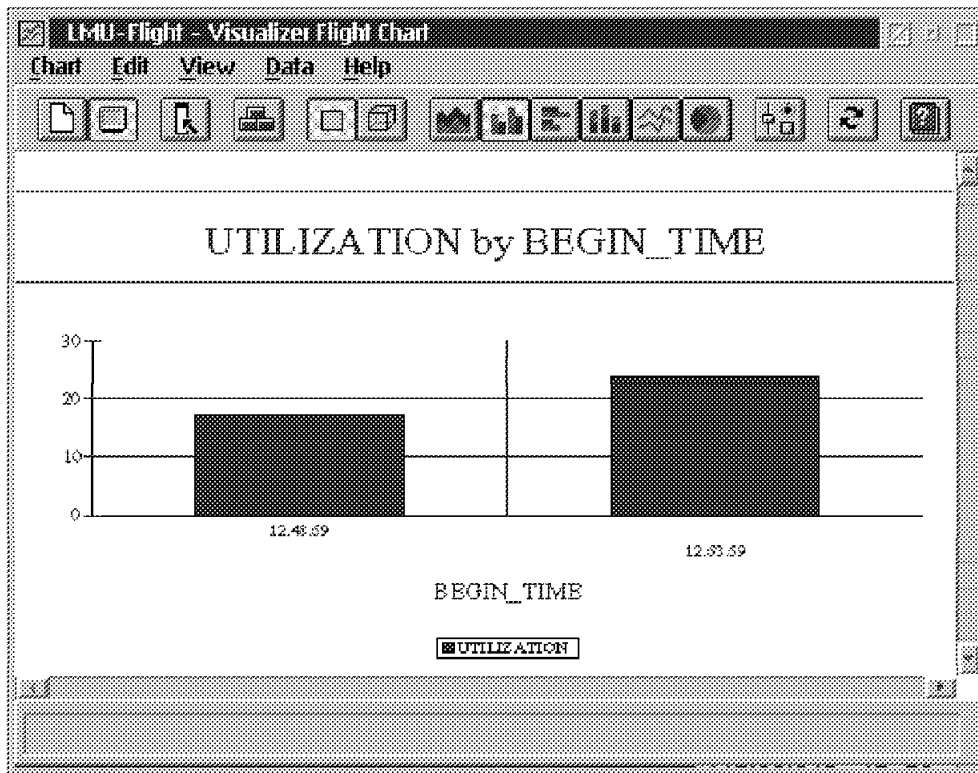 LMU-Flight - Visualizer Flight Chart
Chart Edit View Data Help
UTILIZATION by BEGIN_TIME
30
20
10
0
12.48.59
12.53.59
BEGIN_TIME
UTILIZATION